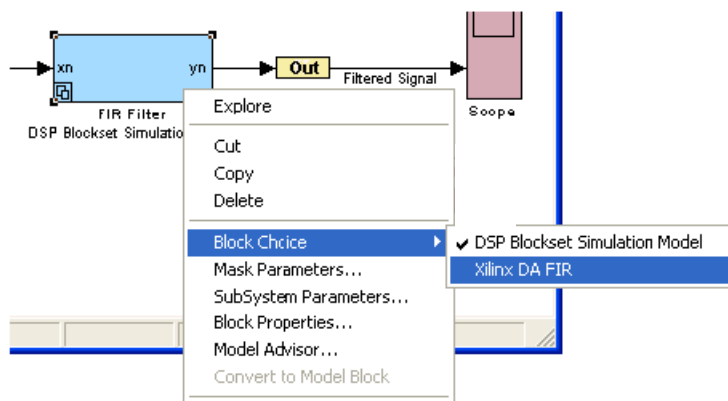 xn
yn
Out
Filtered Signal
FIR Filter
Scope
DSP Blockset Simulatio
Explore
Cut
Copy
Delete
Block Choice
Mask Parameters...
SubSystem Parameters...
Block Properties...
Model Advisor...
Convert to Model Block
DSP Blockset Simulation Model
Xilinx DA FIR